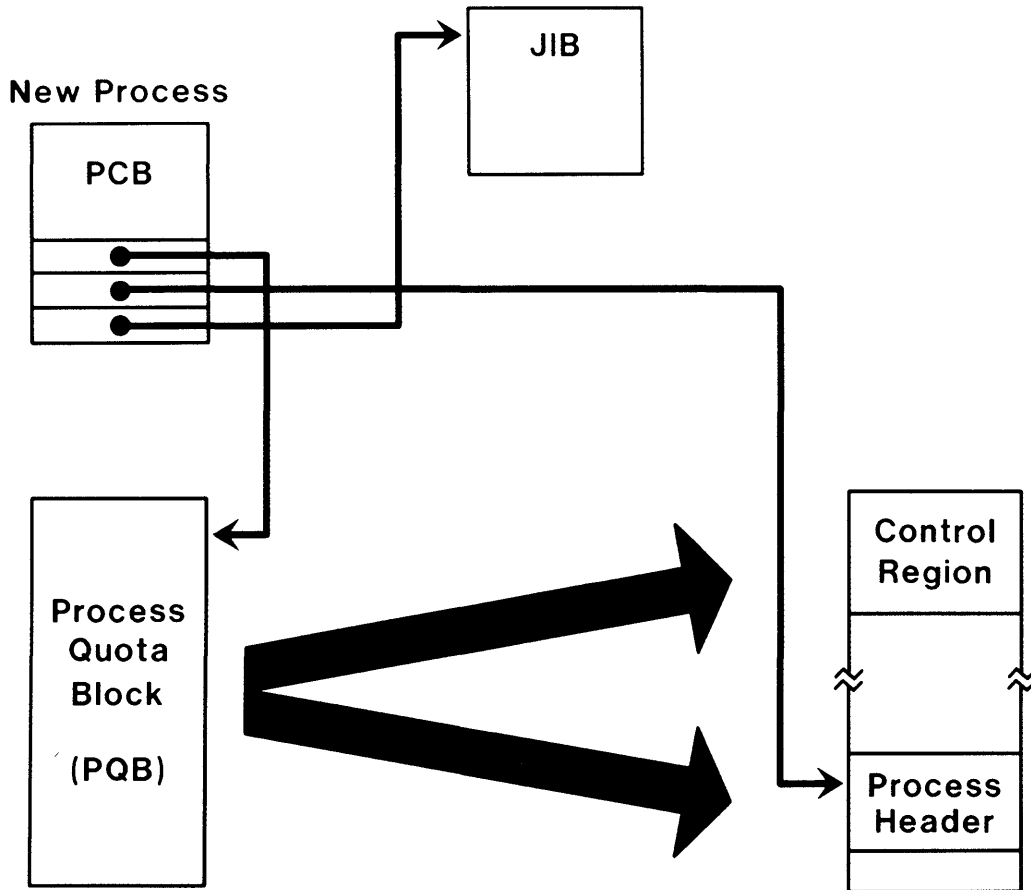 JIB
New Process
PCB
Process
Quota
Block
(PQB)
Control
Region
Process
Header